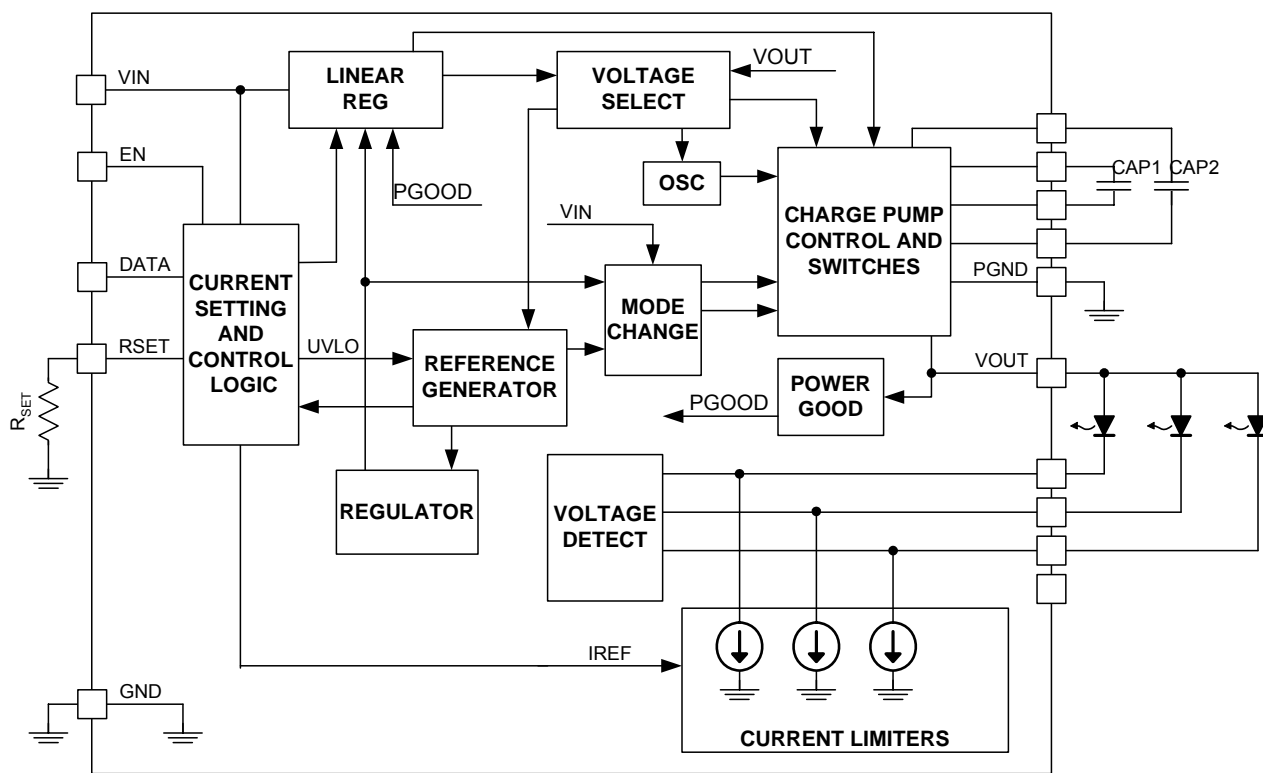 VIN
LINEAR
REG
VOLTAGE
SELECT
VOUT
EN
PGOOD
OSC
CAP1
CAP2
VIN
CHARGE PUMP
CONTROL AND
SWITCHES
DATA
CURRENT
SETTING
AND
CONTROL
LOGIC
MODE
CHANGE
PGND
RSET
UVLO
REFERENCE
GENERATOR
VOUT
RSET
POWER
GOOD
PGOOD
REGULATOR
VOLTAGE
DETECT
IREF
GND
CURRENT LIMITERS